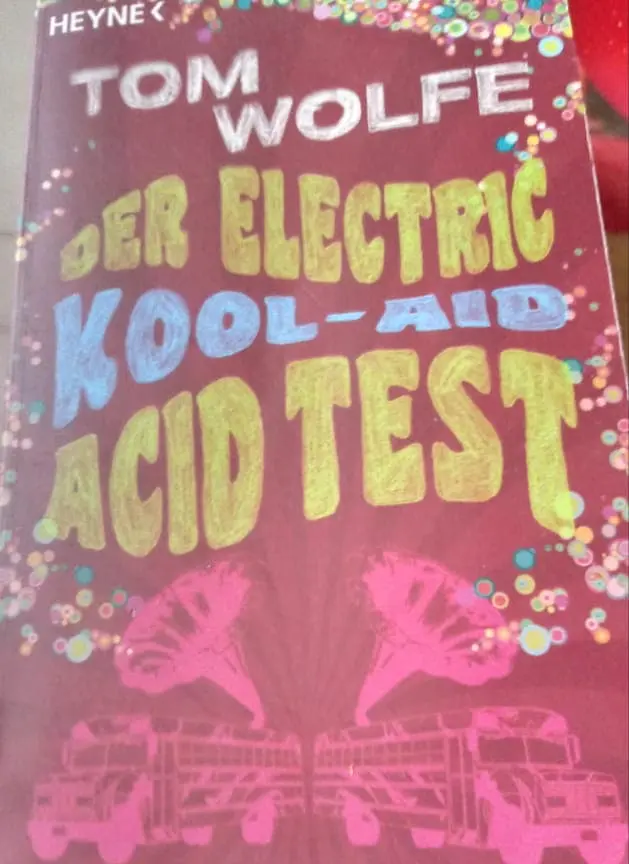 HEYNE
TOM
WOLFE
DER ELECTRIC
KOOL-AID
ACID TEST